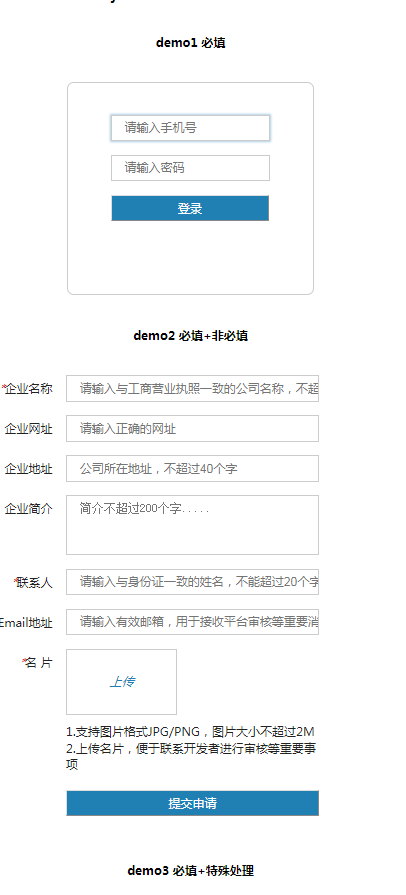 demo1 必填
请输入手机号
请输入密码
登录
demo2 必填+非必填
*企业名称 请输入与工商营业执照一致的公司名称，不超
企业网址 请输入正确的网址
企业地址 公司所在地址，不超过40个字
企业简介 简介不超过200个字.....
*联系人 请输入与身份证一致的姓名，不能超过20个字
Email地址 请输入有效邮箱，用于接收平台审核等重要消
*名 片 上传
1.支持图片格式JPG/PNG，图片大小不超过2M
2.上传名片，便于联系开发者进行审核等重要事
项
提交申请
demo3 必填+特殊处理